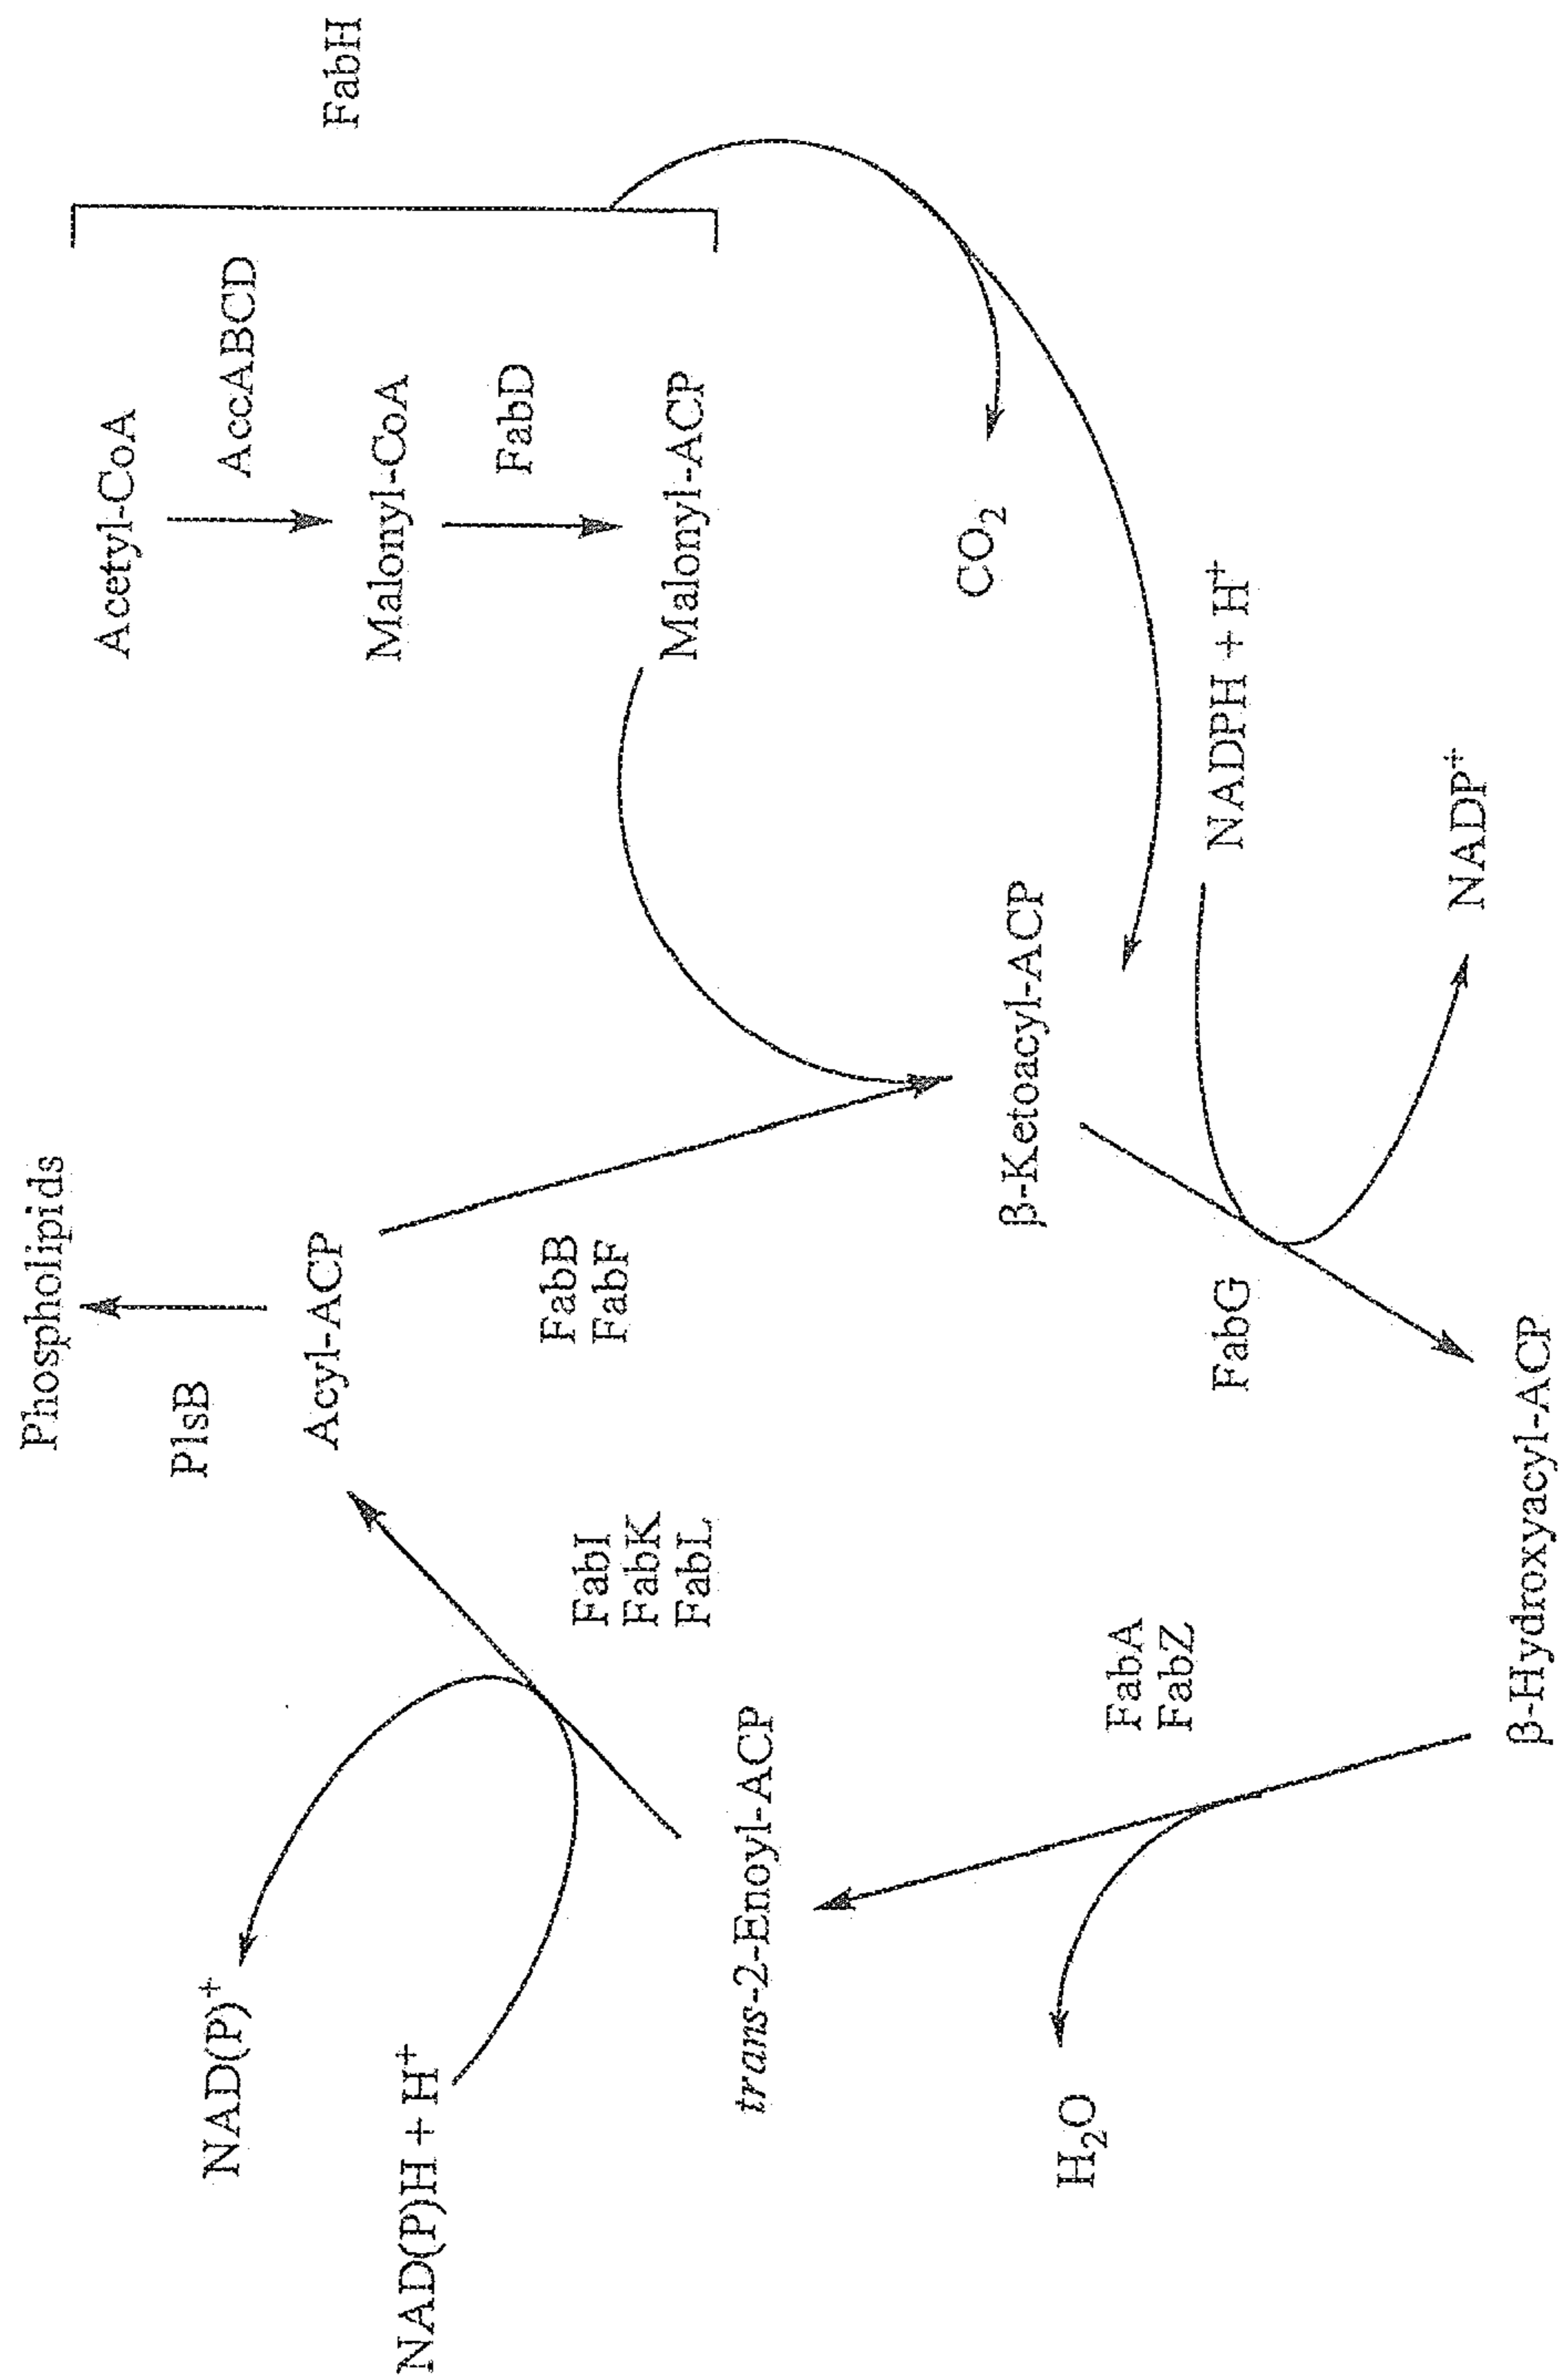 Phospholipids
PlsB
Acyl-ACP
Acetyl-CoA
AccABCD
Malonyl-CoA
FabD
Malonyl-ACP
FabH
NAD(P)⁺
NAD(P)H + H⁺
FabI
FabK
FabL
FabB
FabF
trans-2-Enoyl-ACP
CO₂
β-Ketoacyl-ACP
H₂O
FabA
FabZ
FabG
NADPH + H⁺
NADP⁺
β-Hydroxyacyl-ACP